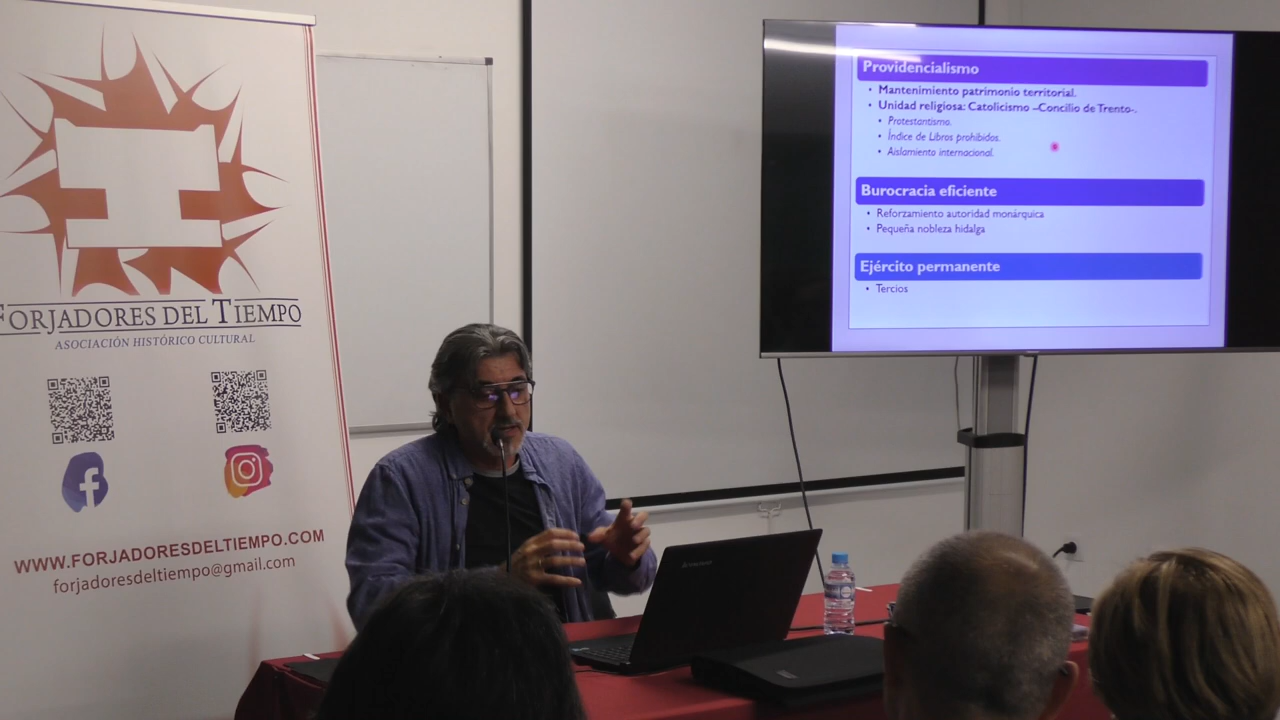 FORJADORES DEL TIEMPO
ASOCIACIÓN HISTÓRICO CULTURAL
WWW.FORJADORESDELTIEMPO.COM
forjadoresdeltiempo@gmail.com
Providencialismo
• Mantenimiento patrimonio territorial.
• Unidad religiosa: Catolicismo –Concilio de Trento-.
• Protestantismo.
• Índice de Libros prohibidos.
• Aislamiento internacional.
Burocracia eficiente
• Reforzamiento autoridad monárquica
• Pequeña nobleza hidalga
Ejército permanente
• Tercios
lenovo